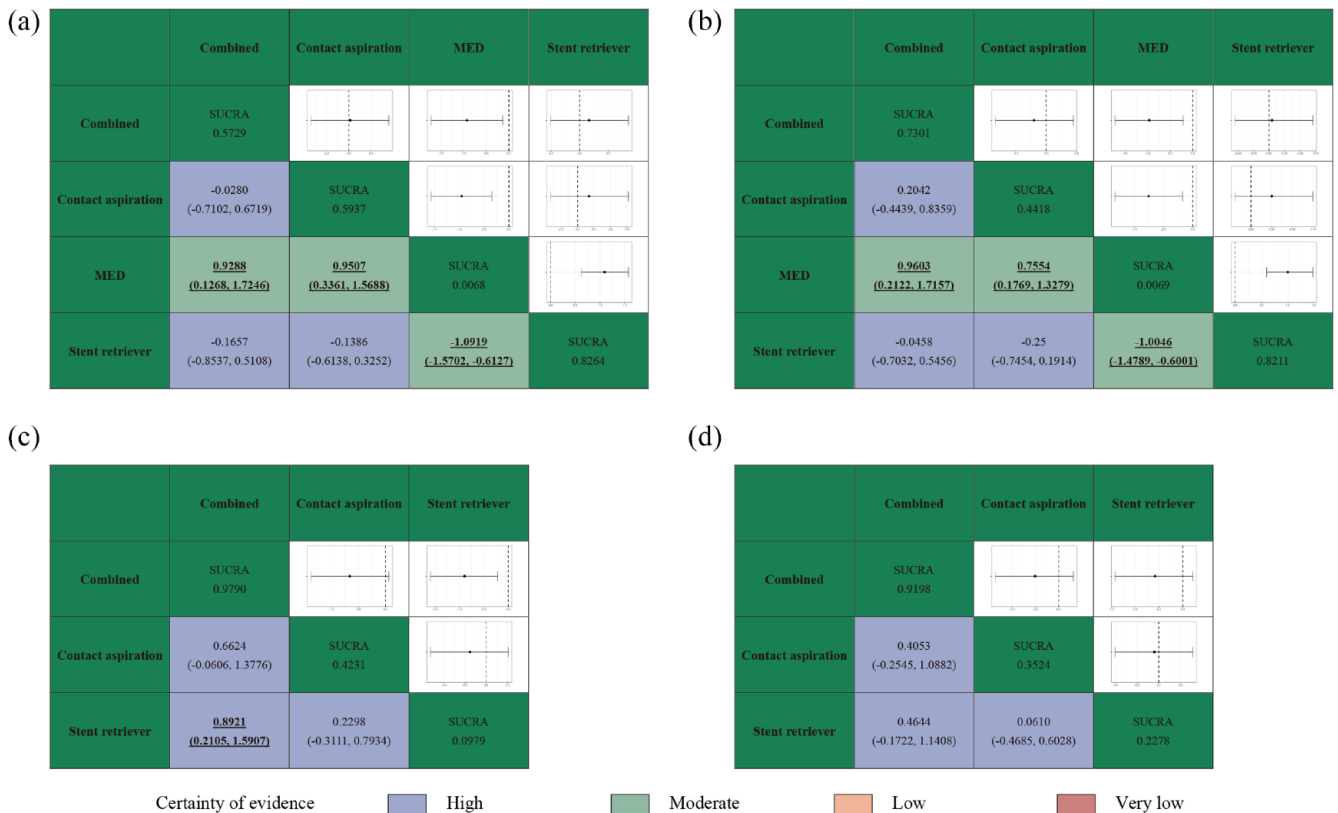 (a)
Combined Contact aspiration MED Stent retriever
Combined
SUCRA
0.5729
Contact aspiration
-0.0280
(-0.7102, 0.6719)
SUCRA
0.5937
MED
0.9288
(0.1268, 1.7246)
0.9507
(0.3361, 1.5688)
SUCRA
0.0068
Stent retriever
-0.1657
(-0.8537, 0.5108)
-0.1386
(-0.6138, 0.3252)
-1.0919
(-1.5702, -0.6127)
SUCRA
0.8264
(b)
Combined Contact aspiration MED Stent retriever
Combined
SUCRA
0.7301
Contact aspiration
0.2042
(-0.4439, 0.8359)
SUCRA
0.4418
MED
0.9603
(0.2122, 1.7157)
0.7554
(0.1769, 1.3279)
SUCRA
0.0069
Stent retriever
-0.0458
(-0.7032, 0.5456)
-0.25
(-0.7454, 0.1914)
-1.0046
(-1.4789, -0.6001)
SUCRA
0.8211
(c)
Combined Contact aspiration Stent retriever
Combined
SUCRA
0.9790
Contact aspiration
0.6624
(-0.0606, 1.3776)
SUCRA
0.4231
Stent retriever
0.8921
(0.2105, 1.5907)
0.2298
(-0.3111, 0.7934)
SUCRA
0.0979
(d)
Combined Contact aspiration Stent retriever
Combined
SUCRA
0.9198
Contact aspiration
0.4053
(-0.2545, 1.0882)
SUCRA
0.3524
Stent retriever
0.4644
(-0.1722, 1.1408)
0.0610
(-0.4685, 0.6028)
SUCRA
0.2278
Certainty of evidence High Moderate Low Very low